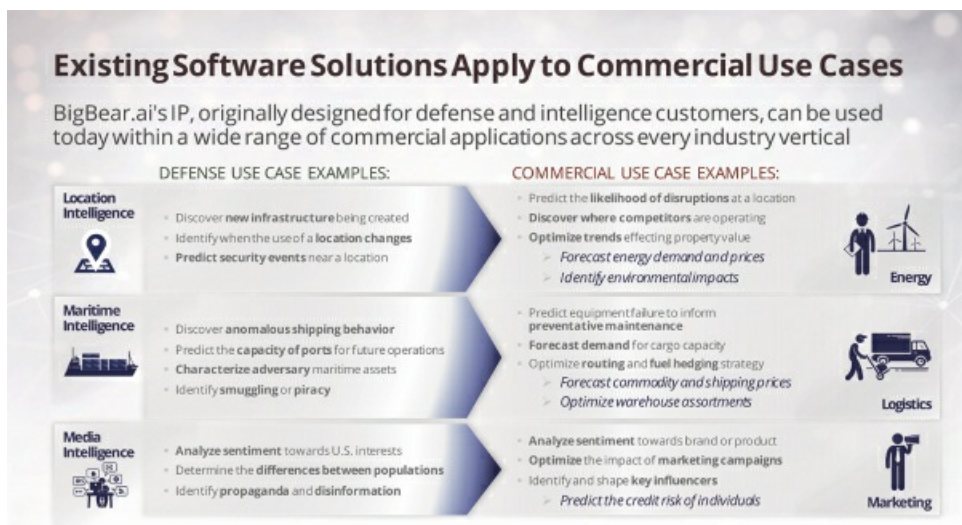 Existing Software Solutions Apply to Commercial Use Cases
BigBear.ai's IP, originally designed for defense and intelligence customers, can be used
today within a wide range of commercial applications across every industry vertical
DEFENSE USE CASE EXAMPLES:
COMMERCIAL USE CASE EXAMPLES:
Location
Intelligence
Discover new infrastructure being created
Identify when the use of a location changes
Predict security events near a location
Predict the likelihood of disruptions at a location
Discover where competitors are operating
Optimize trends effecting property value
Forecast energy demand and prices
Identify environmental impacts
Energy
Maritime
Intelligence
Discover anomalous shipping behavior
Predict the capacity of ports for future operations
Characterize adversary maritime assets
Identify smuggling or piracy
Predict equipment failure to inform
preventative maintenance
Forecast demand for cargo capacity
Optimize routing and fuel hedging strategy
Forecast commodity and shipping prices
Optimize warehouse assortments
Logistics
Media
Intelligence
Analyze sentiment towards U.S. interests
Determine the differences between populations
Identify propaganda and disinformation
Analyze sentiment towards brand or product
Optimize the impact of marketing campaigns
Identify and shape key influencers
Predict the credit risk of individuals
Marketing